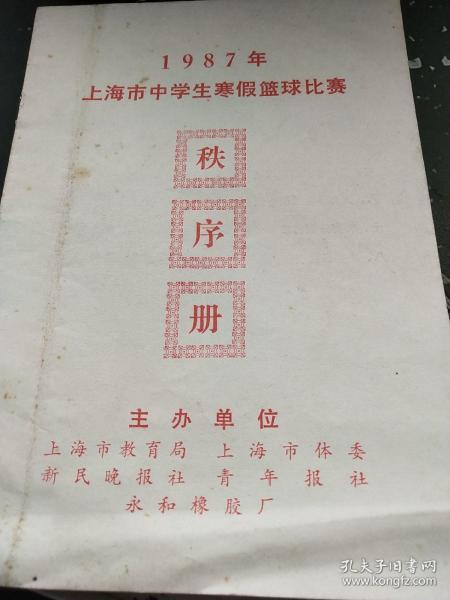 1987年
上海市中学生寒假篮球比赛
秩
序
册
主办单位
上海市教育局 上海市体委
新民晚报社 青年报社
永和橡胶厂
孔夫子旧书网
www.kongfz.com